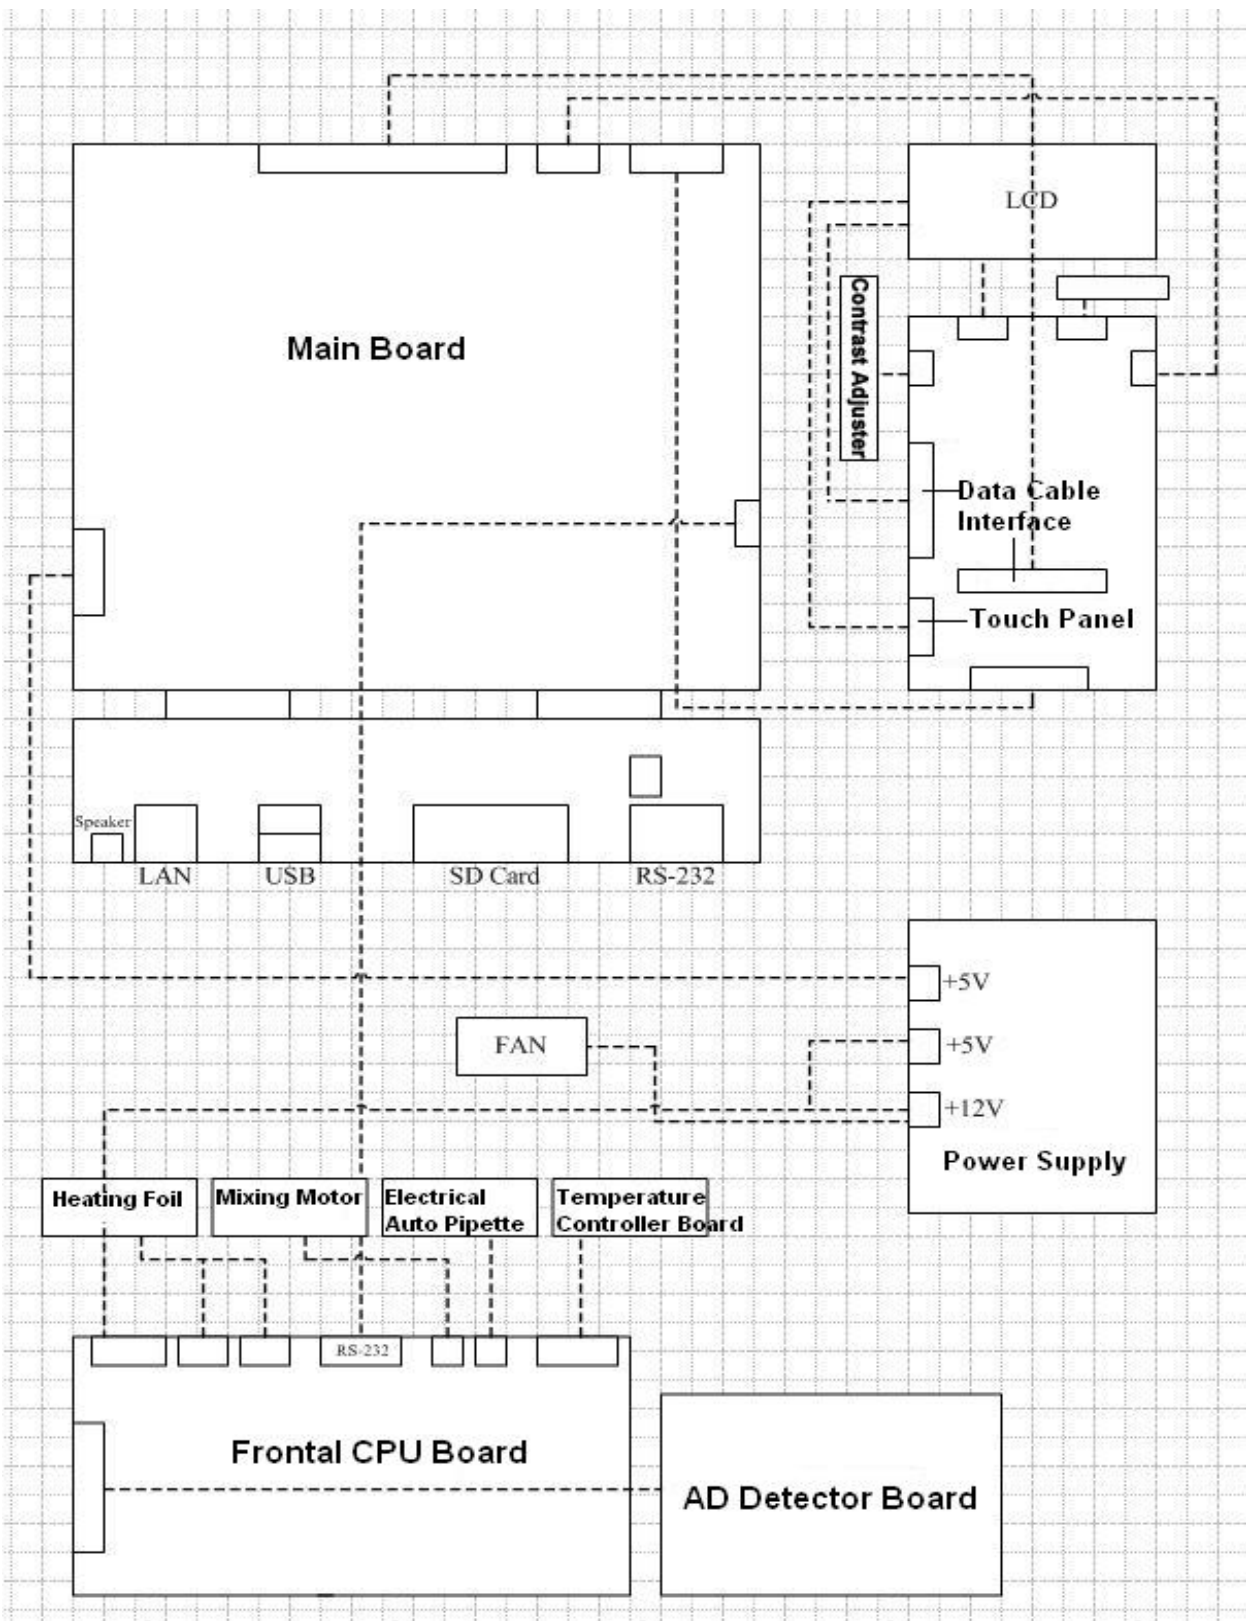 LCD
Contrast Adjuster
Main Board
Data Cable
Interface
Touch Panel
Speaker
LAN
USB
SD Card
RS-232
+5V
FAN
+5V
+12V
Power Supply
Heating Foil
Mixing Motor
Electrical
Auto Pipette
Temperature
Controller Board
RS-232
Frontal CPU Board
AD Detector Board